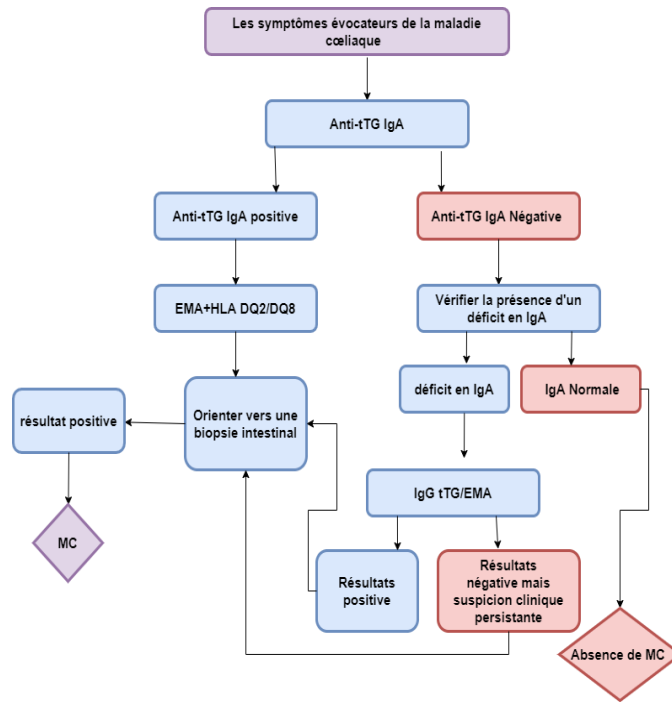 Les symptômes évocateurs de la maladie
cœliaque
Anti-tTG IgA
Anti-tTG IgA positive
Anti-tTG IgA Négative
EMA+HLA DQ2/DQ8
Vérifier la présence d'un
déficit en IgA
déficit en IgA
IgA Normale
résultat positive
Orienter vers une
biopsie intestinal
IgG tTG/EMA
MC
Résultats
positive
Résultats
négative mais
suspicion clinique
persistante
Absence de MC